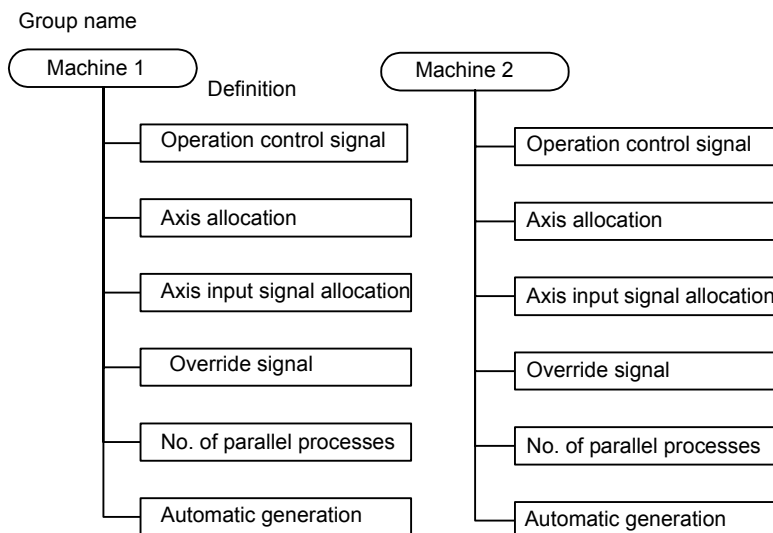 Group name
Machine 1
Machine 2
Definition
Operation control signal
Operation control signal
Axis allocation
Axis allocation
Axis input signal allocation
Axis input signal allocation
Override signal
Override signal
No. of parallel processes
No. of parallel processes
Automatic generation
Automatic generation